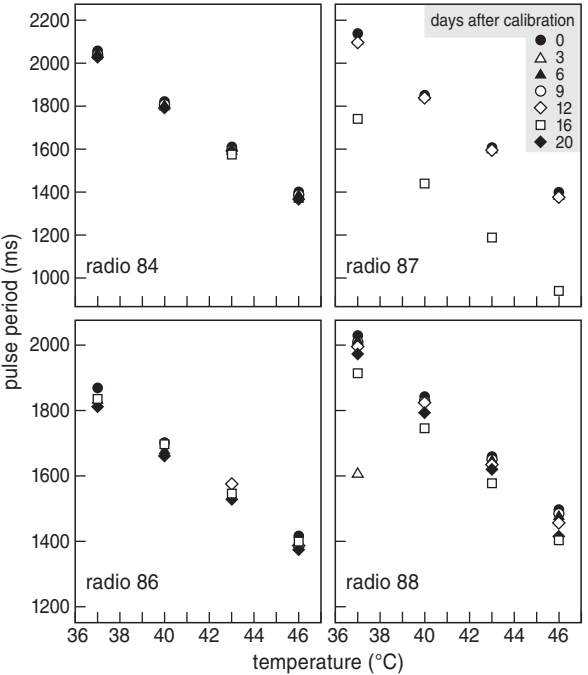 days after calibration
0
3
6
9
12
16
20
2200
2000
1800
1600
1400
1200
1000
radio 84
radio 87
pulse period (ms)
2000
1800
1600
1400
1200
radio 86
radio 88
36 38 40 42 44 46 36 38 40 42 44 46
temperature (°C)